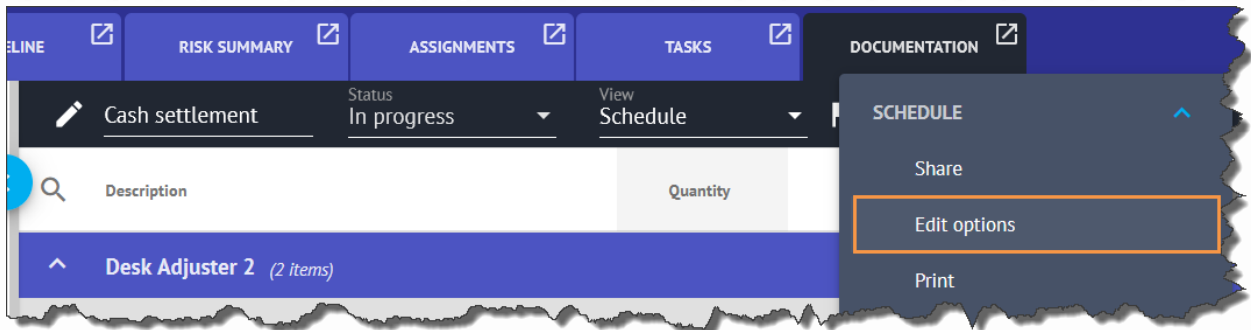 ELINE
RISK SUMMARY
ASSIGNMENTS
TASKS
DOCUMENTATION
Cash settlement
Status
In progress
View
Schedule
SCHEDULE
Share
Description
Quantity
Edit options
Desk Adjuster 2 (2 items)
Print